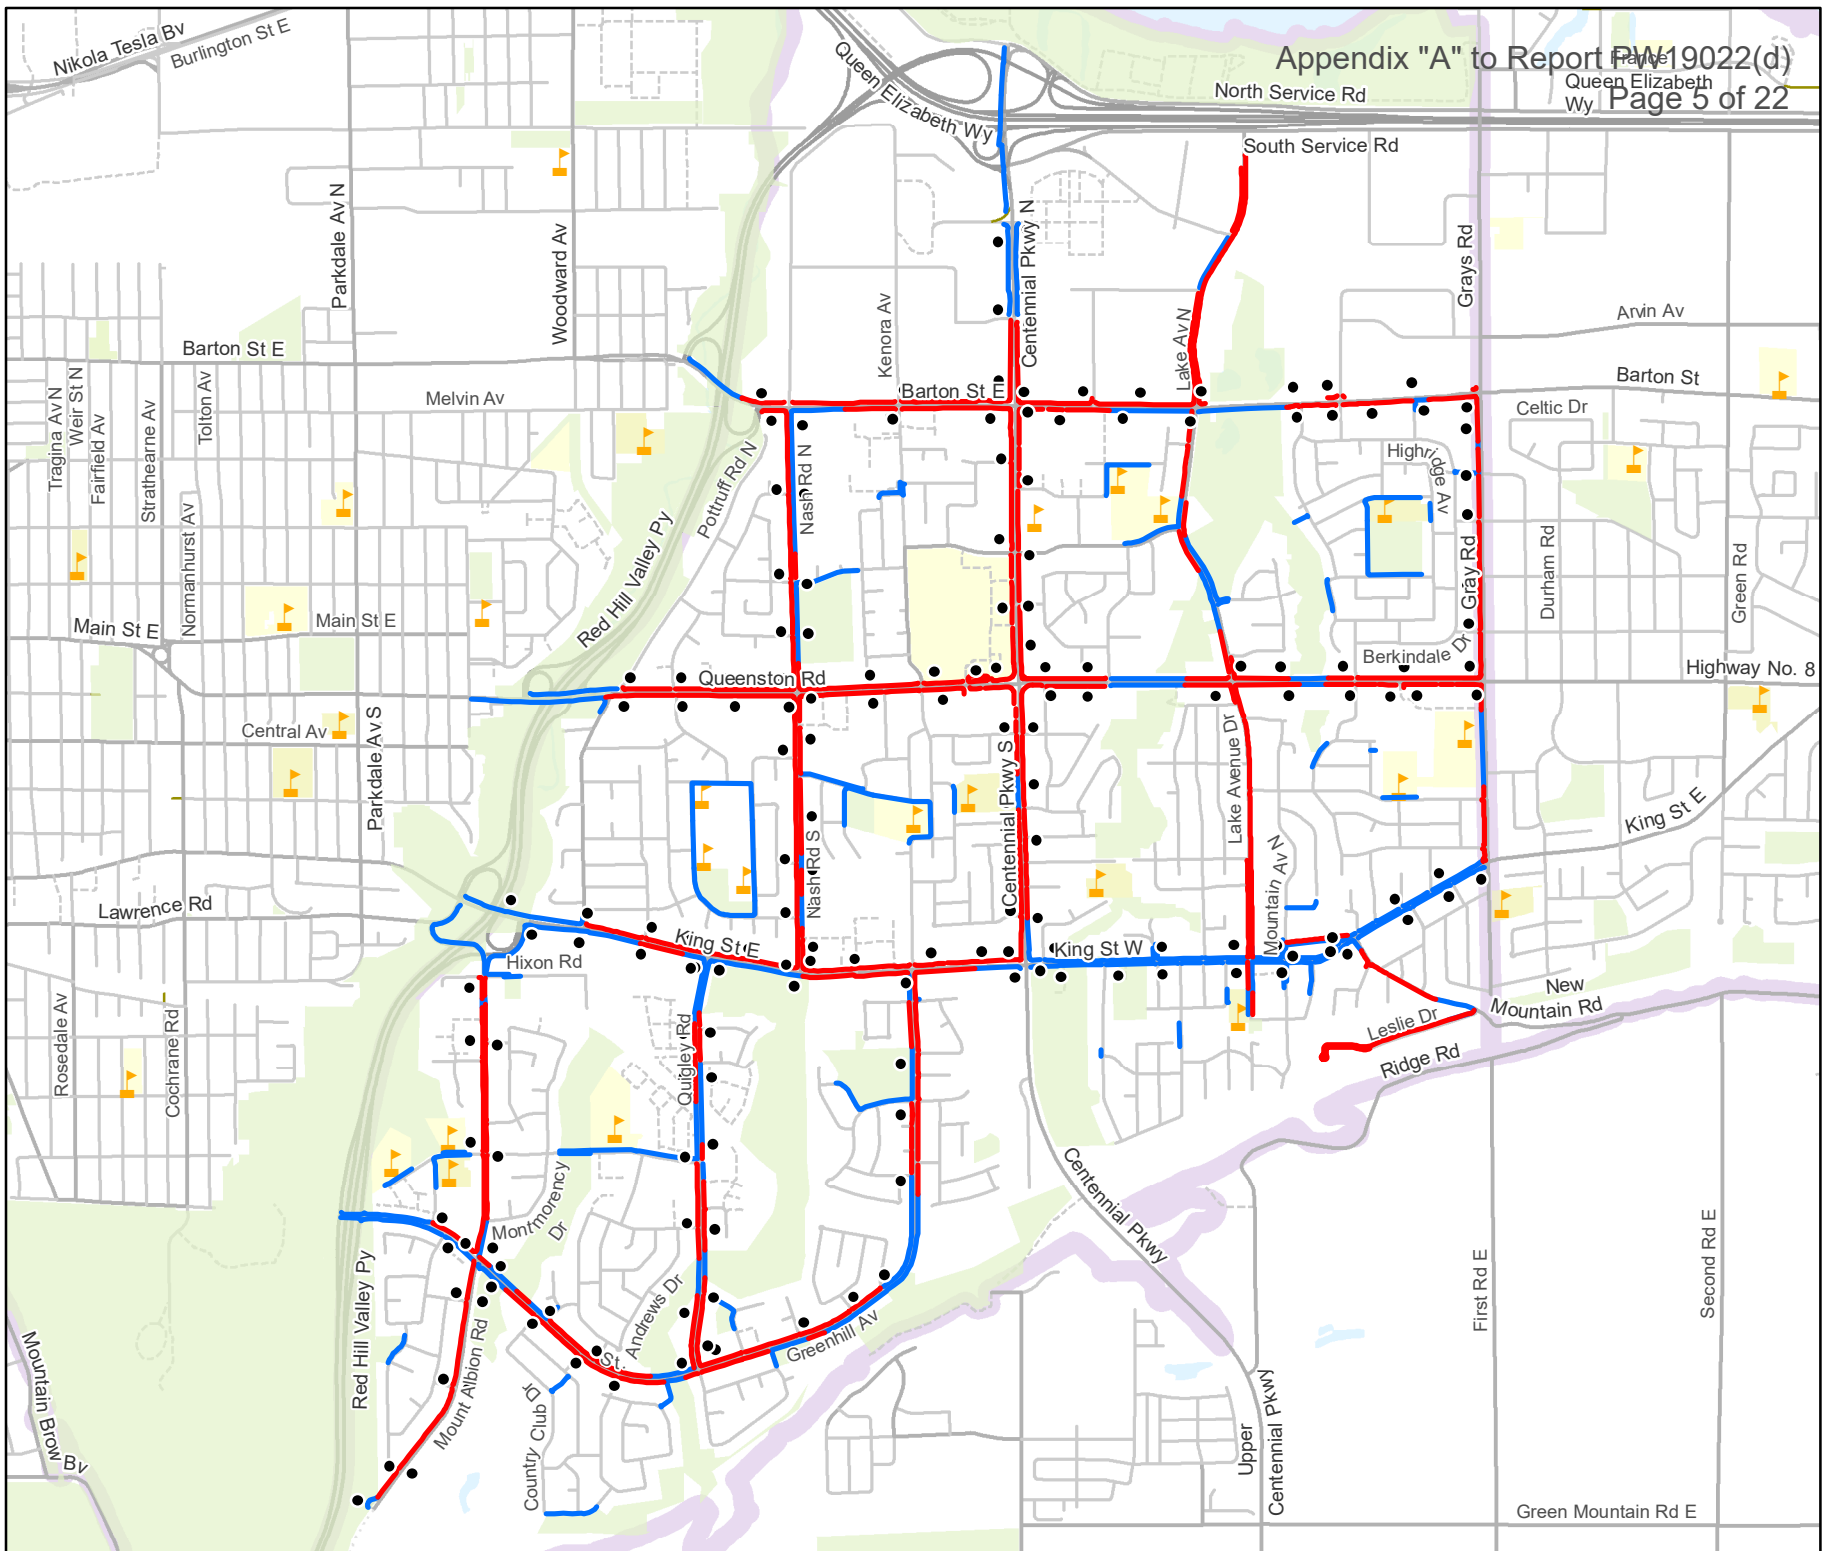 Appendix "A" to Report PW19022(d)
Page 5 of 22
Nikola Tesla Bv
Burlington St E
Queen Elizabeth Wy
North Service Rd
France
Queen Elizabeth
Wy
South Service Rd
Parkdale Av N
Woodward Av
Centennial Pkwy N
Grays Rd
Kenora Av
Lake Av N
Arvin Av
Barton St E
Barton St E
Barton St
Melvin Av
Celtic Dr
Tragina Av N
Weir St N
Fairfield Av
Strathearne Av
Tolton Av
Normanhurst Av
Pottruff Rd N
Nash Rd N
Highridge Av
Red Hill Valley Py
Gray Rd
Durham Rd
Green Rd
Main St E
Main St E
Berkindale Dr
Queenston Rd
Highway No. 8
Central Av
Parkdale Av S
Centennial Pkwy S
Lake Avenue Dr
King St E
Nash Rd S
Mountain Av N
Lawrence Rd
King St E
King St W
Hixon Rd
New
Mountain Rd
Rosedale Av
Cochrane Rd
Quigley Rd
Leslie Dr
Ridge Rd
Montmorency
Dr
Centennial Pkwy
Red Hill Valley Py
St. Andrews Dr
Greenhill Av
First Rd E
Second Rd E
Mountain Brow Bv
Mount Albion Rd
Country Club Dr
Upper
Centennial Pkwy
Green Mountain Rd E